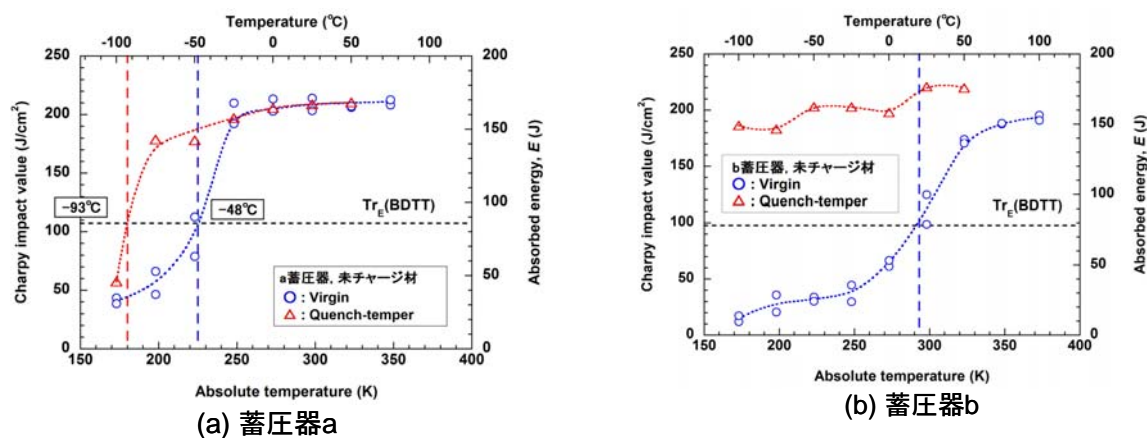 Temperature (°C)
-100 -50 0 50 100
250
200
150
100
50
0
Charpy impact value (J/cm²)
200
150
100
50
0
Absorbed energy, E (J)
−93°C
−48°C
TrE(BDTT)
a蓄圧器, 未チャージ材
: Virgin
: Quench-temper
150 200 250 300 350 400
Absolute temperature (K)
(a) 蓄圧器a
Temperature (°C)
-100 -50 0 50 100
250
200
150
100
50
0
Charpy impact value (J/cm²)
200
150
100
50
0
Absorbed energy, E (J)
b蓄圧器, 未チャージ材
: Virgin
: Quench-temper
TrE(BDTT)
150 200 250 300 350 400
Absolute temperature (K)
(b) 蓄圧器b